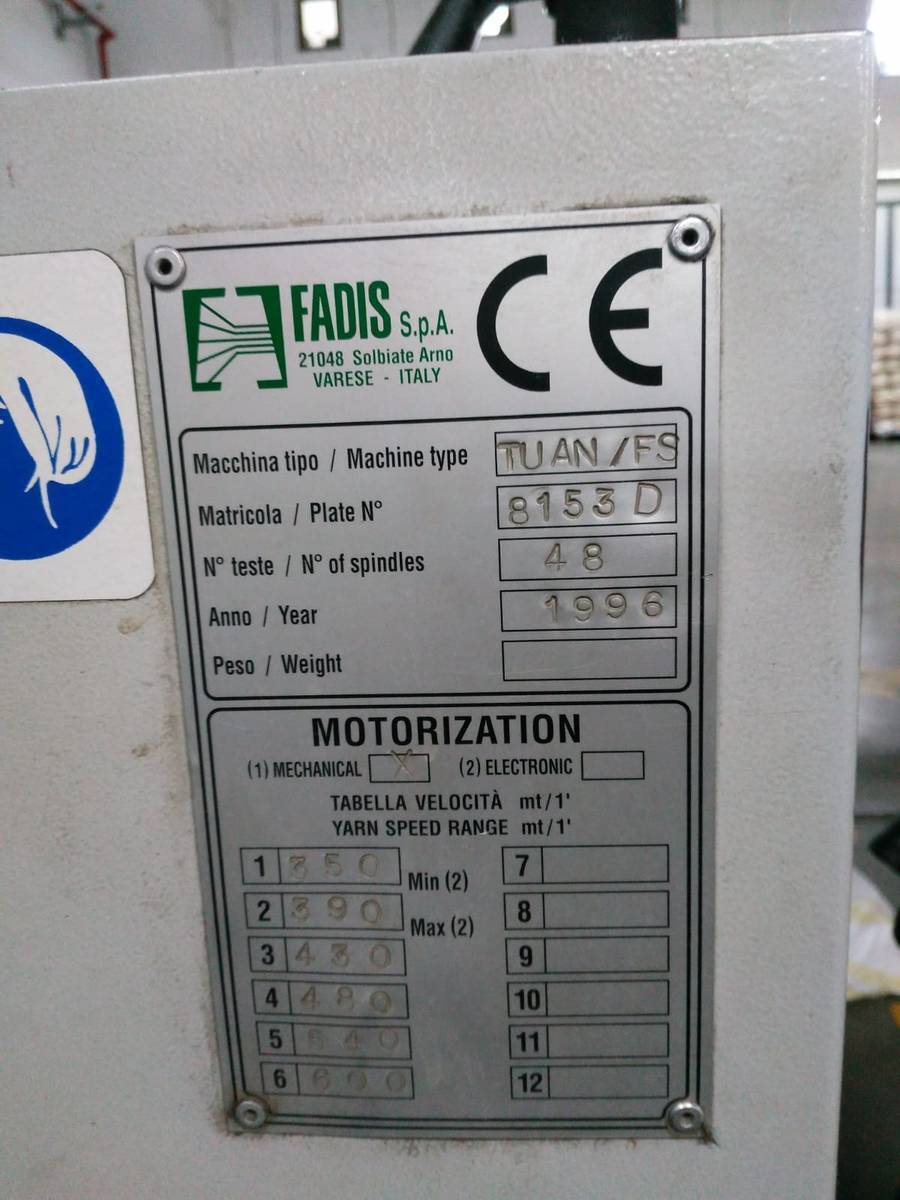 FADIS S.p.A.
21048 Solbiate Arno
VARESE - ITALY
CE
Macchina tipo / Machine type TUAN/FS
Matricola / Plate N° 8153D
N° teste / N° of spindles 48
Anno / Year 1996
Peso / Weight
MOTORIZATION
(1) MECHANICAL X (2) ELECTRONIC
TABELLA VELOCITÀ mt/1'
YARN SPEED RANGE mt/1'
1 350 Min (2) 7
2 390 Max (2) 8
3 430 9
4 480 10
5 540 11
6 600 12